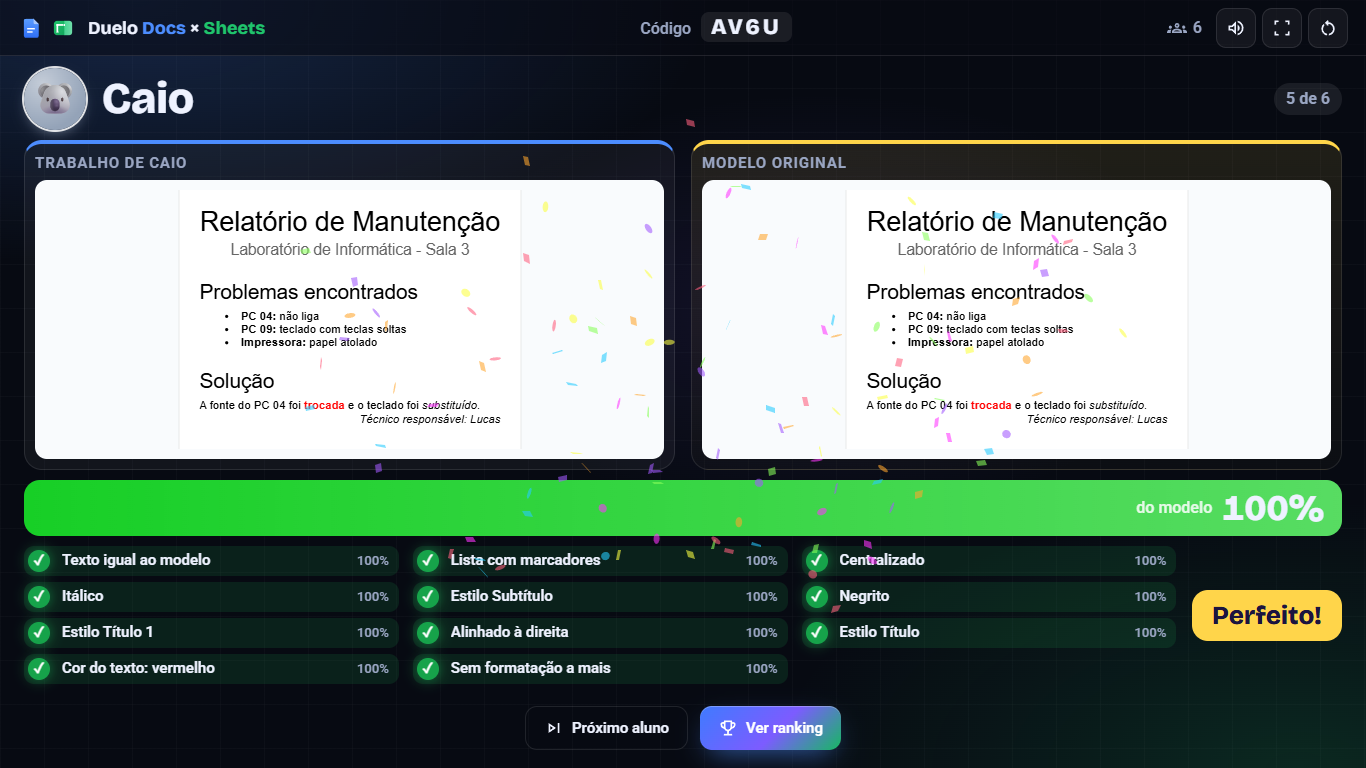 Duelo Docs × Sheets
Código AV6U
6
Caio
5 de 6
TRABALHO DE CAIO
Relatório de Manutenção
Laboratório de Informática - Sala 3
Problemas encontrados
• PC 04: não liga
• PC 09: teclado com teclas soltas
• Impressora: papel atolado
Solução
A fonte do PC 04 foi trocada e o teclado foi substituído.
Técnico responsável: Lucas
MODELO ORIGINAL
Relatório de Manutenção
Laboratório de Informática - Sala 3
Problemas encontrados
• PC 04: não liga
• PC 09: teclado com teclas soltas
• Impressora: papel atolado
Solução
A fonte do PC 04 foi trocada e o teclado foi substituído.
Técnico responsável: Lucas
do modelo 100%
Texto igual ao modelo 100%
Lista com marcadores 100%
Centralizado 100%
Itálico 100%
Estilo Subtítulo 100%
Negrito 100%
Estilo Título 1 100%
Alinhado à direita 100%
Estilo Título 100%
Cor do texto: vermelho 100%
Sem formatação a mais 100%
Perfeito!
Próximo aluno
Ver ranking